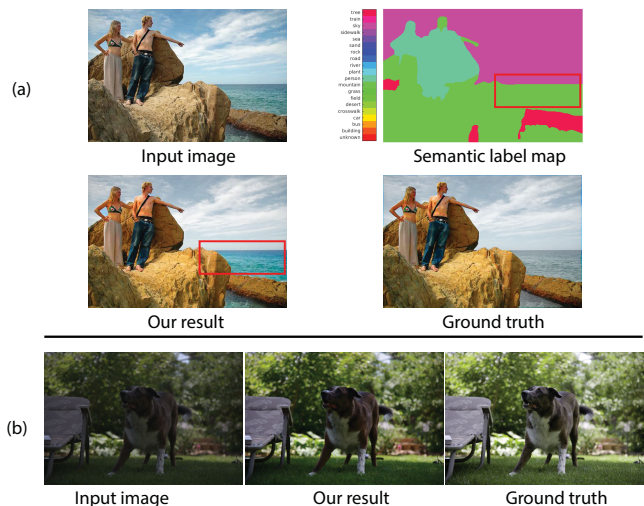 (a)
tree
train
sky
sidewalk
sea
sand
rock
road
river
plant
person
mountain
grass
field
desert
crosswalk
car
bus
building
unknown
Input image
Semantic label map
Our result
Ground truth
(b)
Input image
Our result
Ground truth